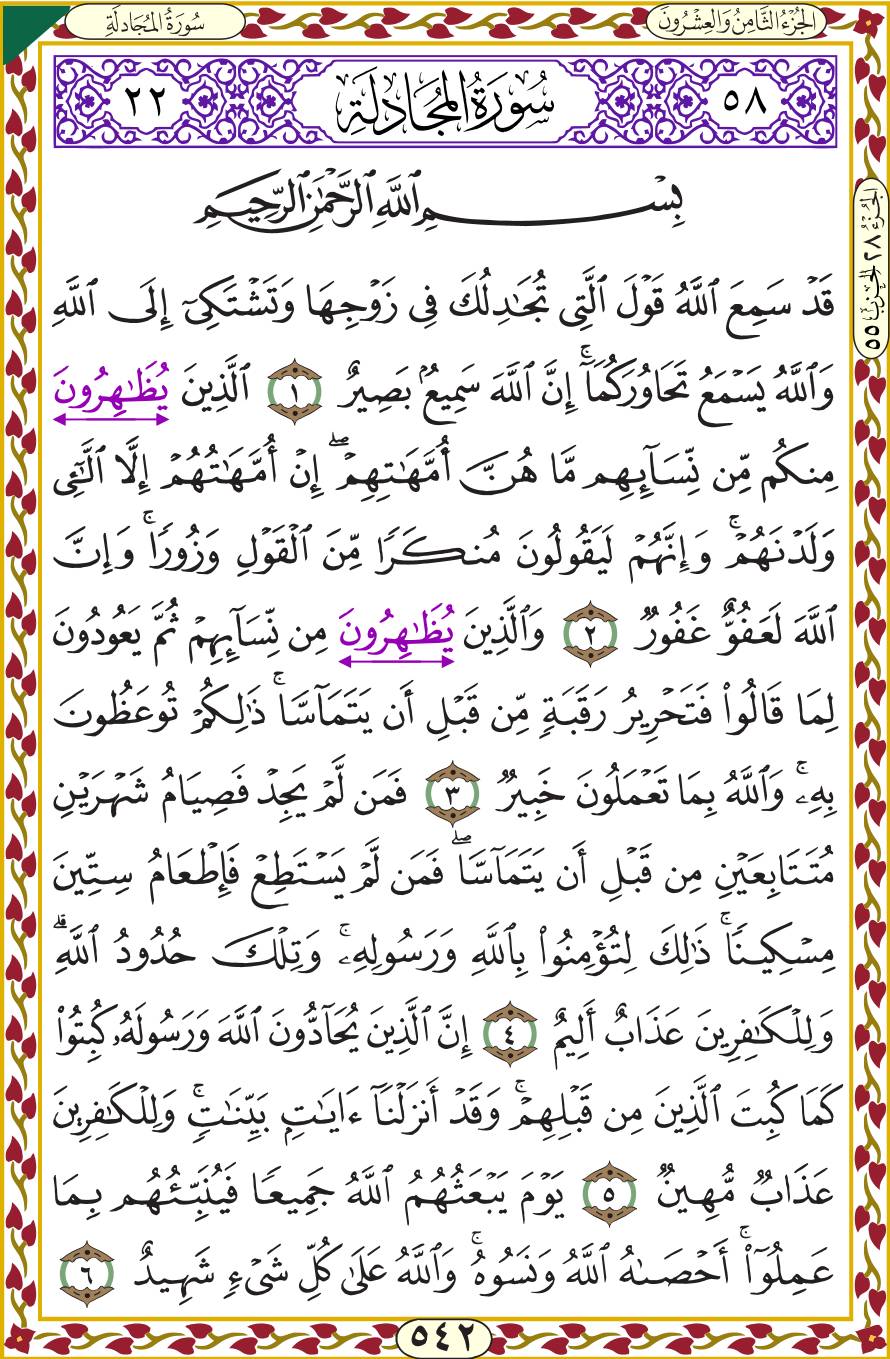 الجُزْءُ الثَّامِنُ وَالعِشْرُونَ
سُورَةُ المُجَادلَةِ
٥٨
سُورَةُ المُجَادلَةِ
٢٢
بِسۡمِ ٱللَّهِ ٱلرَّحۡمَٰنِ ٱلرَّحِيمِ
قَدۡ سَمِعَ ٱللَّهُ قَوۡلَ ٱلَّتِي تُجَٰدِلُكَ فِي زَوۡجِهَا وَتَشۡتَكِيٓ إِلَى ٱللَّهِ
وَٱللَّهُ يَسۡمَعُ تَحَاوُرَكُمَآۚ إِنَّ ٱللَّهَ سَمِيعُۢ بَصِيرٌ ١ ٱلَّذِينَ يُظَٰهِرُونَ
مِنكُم مِّن نِّسَآئِهِم مَّا هُنَّ أُمَّهَٰتِهِمۡۖ إِنۡ أُمَّهَٰتُهُمۡ إِلَّا ٱلَّٰٓـِٔي
وَلَدۡنَهُمۡۚ وَإِنَّهُمۡ لَيَقُولُونَ مُنكَرٗا مِّنَ ٱلۡقَوۡلِ وَزُورٗاۚ وَإِنَّ
ٱللَّهَ لَعَفُوٌّ غَفُورٞ ٢ وَٱلَّذِينَ يُظَٰهِرُونَ مِن نِّسَآئِهِمۡ ثُمَّ يَعُودُونَ
لِمَا قَالُواْ فَتَحۡرِيرُ رَقَبَةٖ مِّن قَبۡلِ أَن يَتَمَآسَّاۚ ذَٰلِكُمۡ تُوعَظُونَ
بِهِۦۚ وَٱللَّهُ بِمَا تَعۡمَلُونَ خَبِيرٞ ٣ فَمَن لَّمۡ يَجِدۡ فَصِيَامُ شَهۡرَيۡنِ
مُتَتَابِعَيۡنِ مِن قَبۡلِ أَن يَتَمَآسَّاۖ فَمَن لَّمۡ يَسۡتَطِعۡ فَإِطۡعَامُ سِتِّينَ
مِسۡكِينٗاۚ ذَٰلِكَ لِتُؤۡمِنُواْ بِٱللَّهِ وَرَسُولِهِۦۚ وَتِلۡكَ حُدُودُ ٱللَّهِۗ
وَلِلۡكَٰفِرِينَ عَذَابٌ أَلِيمٌ ٤ إِنَّ ٱلَّذِينَ يُحَآدُّونَ ٱللَّهَ وَرَسُولَهُۥ كُبِتُواْ
كَمَا كُبِتَ ٱلَّذِينَ مِن قَبۡلِهِمۡۚ وَقَدۡ أَنزَلۡنَآ ءَايَٰتِۭ بَيِّنَٰتٖۚ وَلِلۡكَٰفِرِينَ
عَذَابٞ مُّهِينٞ ٥ يَوۡمَ يَبۡعَثُهُمُ ٱللَّهُ جَمِيعٗا فَيُنَبِّئُهُم بِمَا
عَمِلُوٓاْۚ أَحۡصَىٰهُ ٱللَّهُ وَنَسُوهُۚ وَٱللَّهُ عَلَىٰ كُلِّ شَيۡءٖ شَهِيدٌ ٦
الجُزْءُ ٢٨ الحِزْبُ ٥٥
٥٤٢